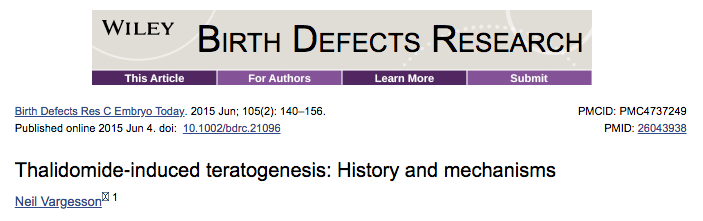 WILEY BIRTH DEFECTS RESEARCH
This Article For Authors Learn More Submit
Birth Defects Res C Embryo Today. 2015 Jun; 105(2): 140–156. PMCID: PMC4737249
Published online 2015 Jun 4. doi: 10.1002/bdrc.21096 PMID: 26043938
Thalidomide-induced teratogenesis: History and mechanisms
Neil Vargesson 1